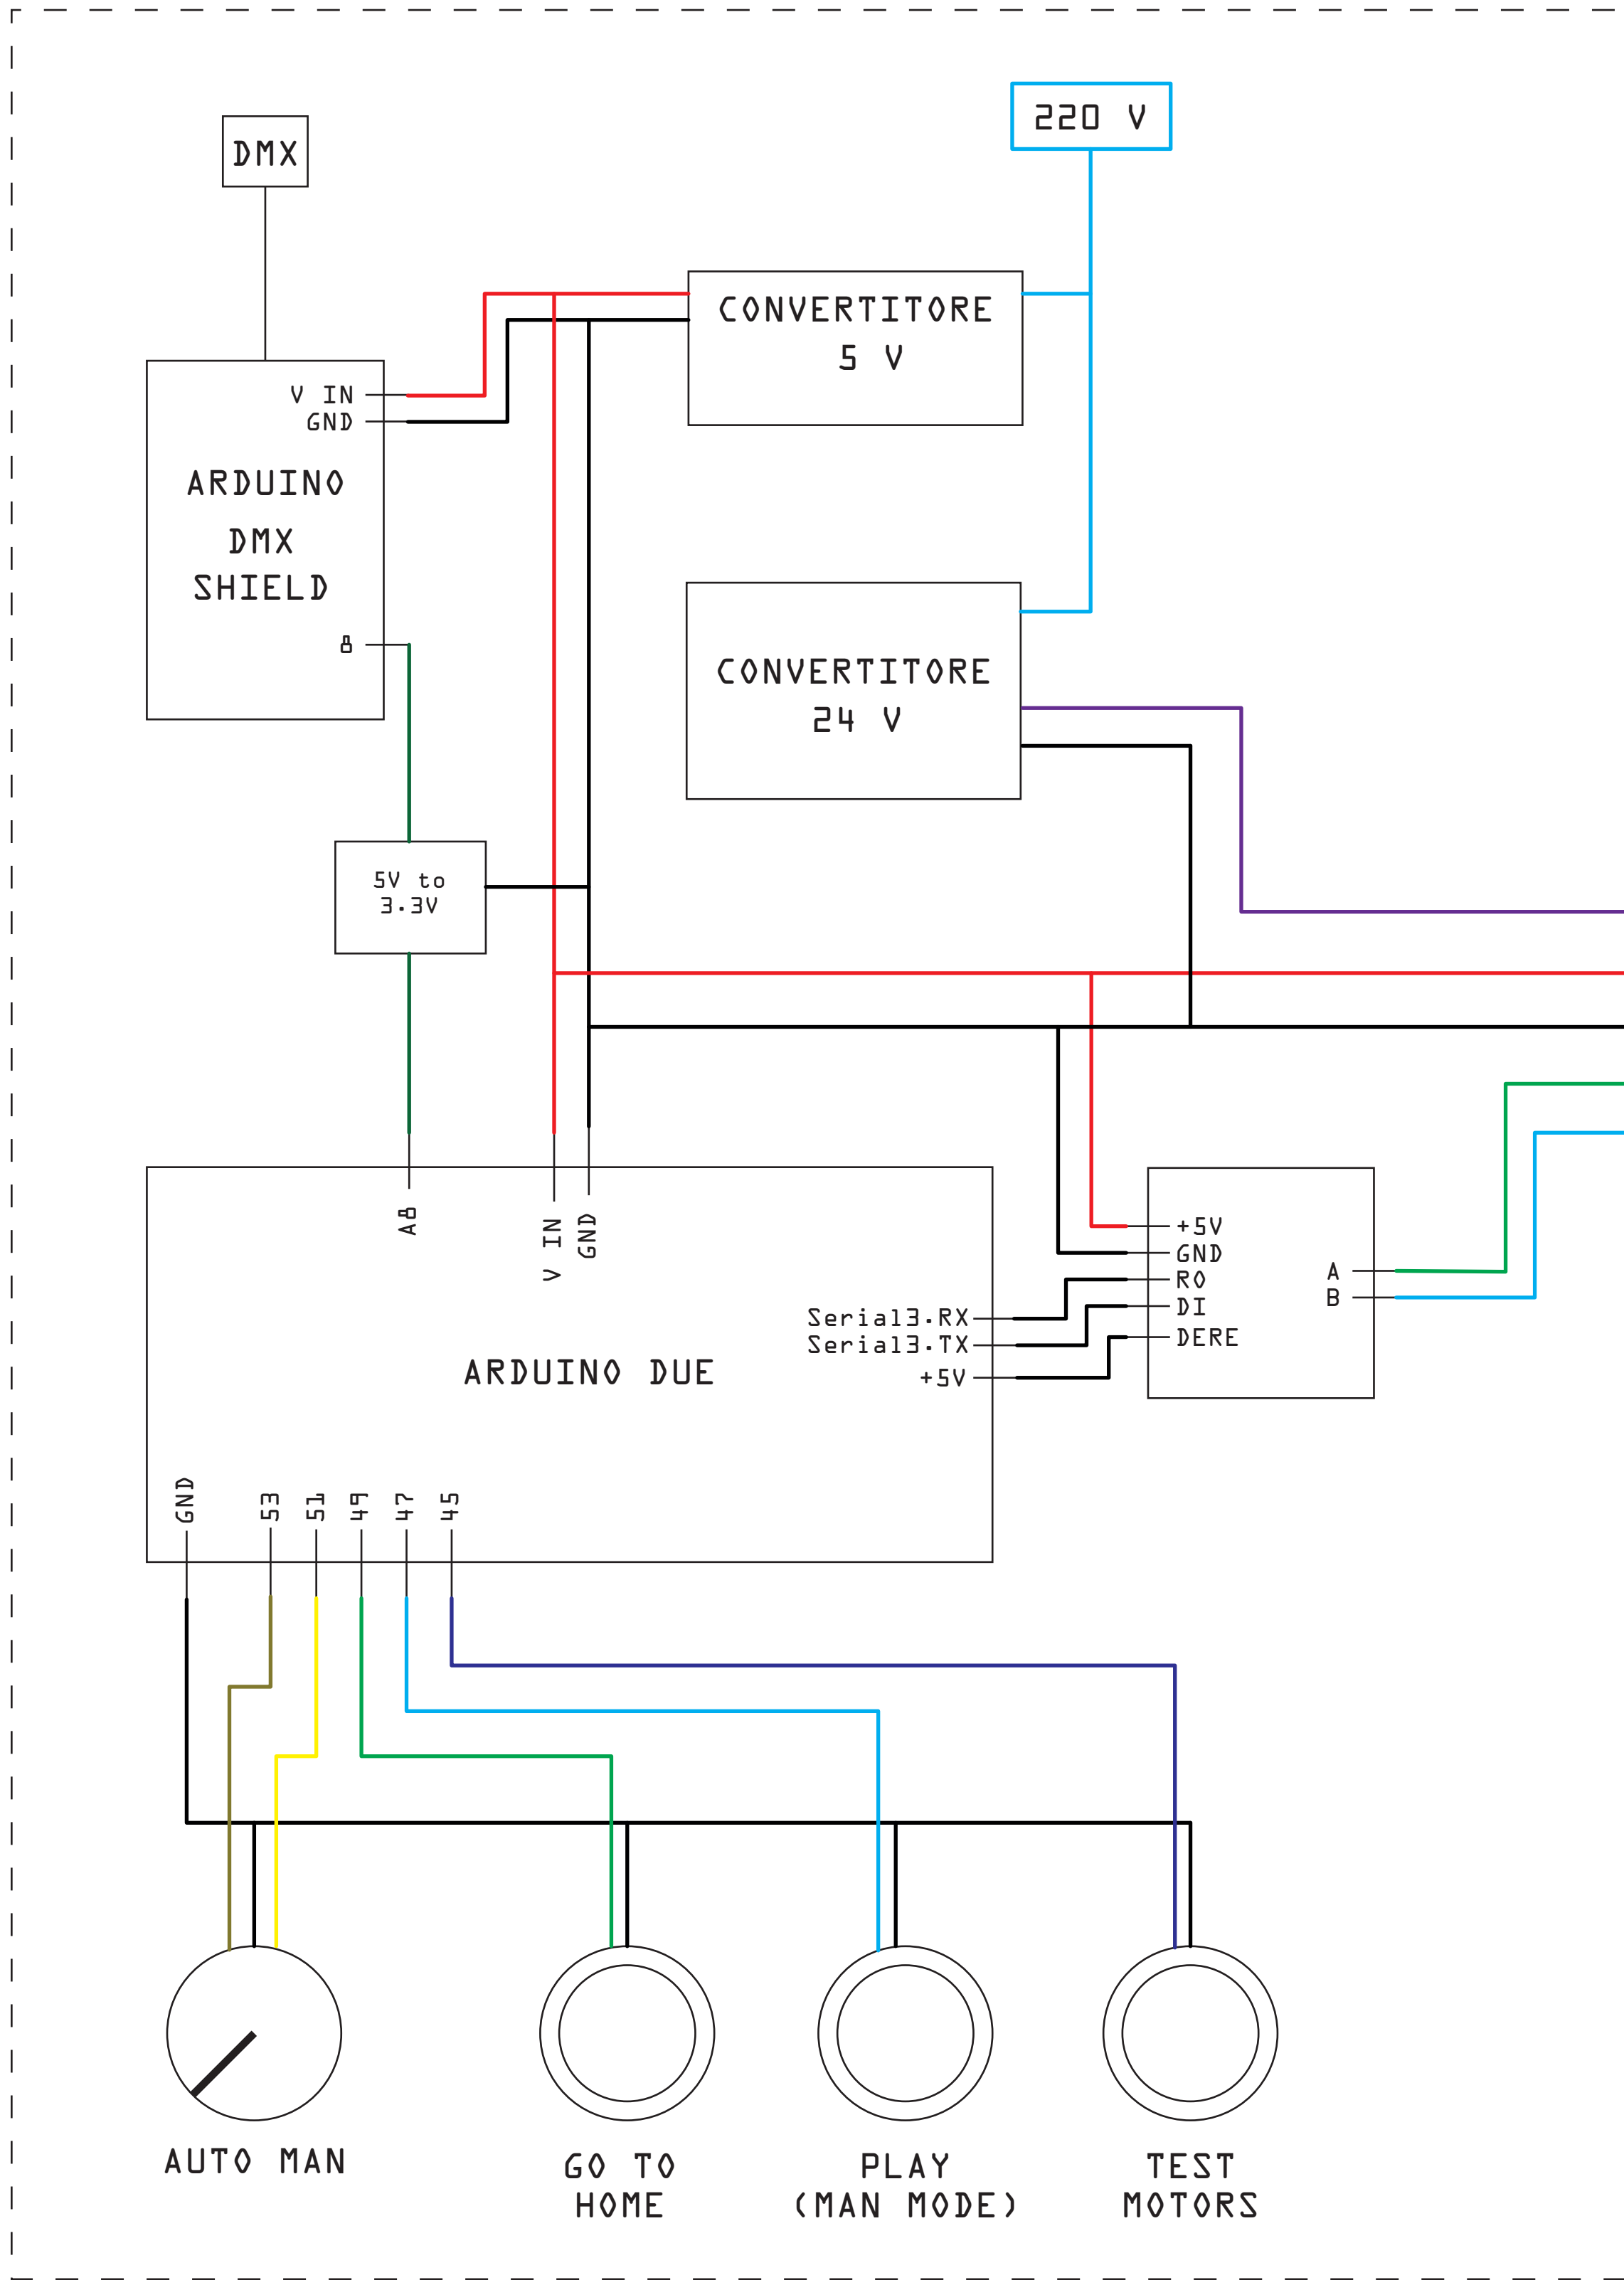 220 V
DMX
CONVERTITORE
5 V
V IN
GND
ARDUINO
DMX
SHIELD
8
CONVERTITORE
24 V
5V to
3.3V
A8
V IN
GND
+5V
GND
RO
DI
DERE
A
B
Serial3.RX
Serial3.TX
+5V
ARDUINO DUE
GND
53
51
49
47
45
AUTO MAN
GO TO
HOME
PLAY
(MAN MODE)
TEST
MOTORS